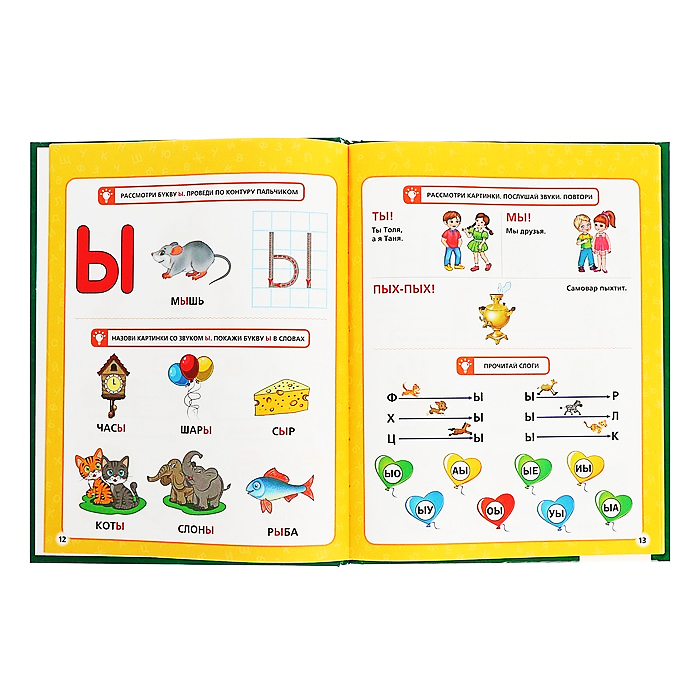 РАССМОТРИ БУКВУ Ы. ПРОВЕДИ ПО КОНТУРУ ПАЛЬЧИКОМ
Ы
Ы
МЫШЬ
НАЗОВИ КАРТИНКИ СО ЗВУКОМ Ы. ПОКАЖИ БУКВУ Ы В СЛОВАХ
ЧАСЫ ШАРЫ СЫР
КОТЫ СЛОНЫ РЫБА
12
РАССМОТРИ КАРТИНКИ. ПОСЛУШАЙ ЗВУКИ. ПОВТОРИ
ТЫ!
Ты Толя,
а я Таня.
МЫ!
Мы друзья.
ПЫХ-ПЫХ!
Самовар пыхтит.
ПРОЧИТАЙ СЛОГИ
Ф Ы Ы Р
Х Ы Ы Л
Ц Ы Ы К
ЫО АЫ ЫЕ ИЫ
ЫУ ОЫ УЫ ЫА
13